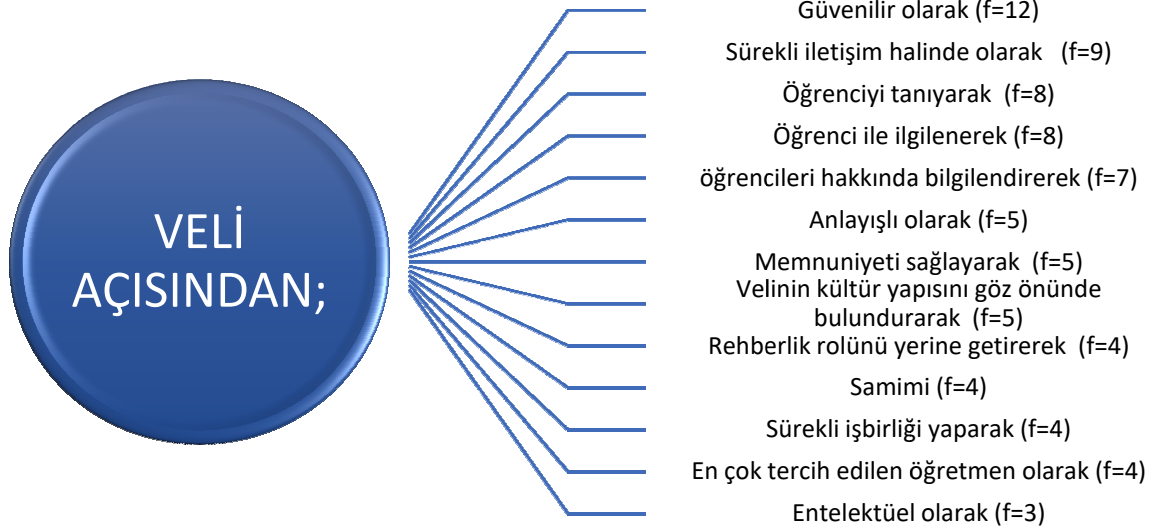 VELİ
AÇISINDAN;
Güvenilir olarak (f=12)
Sürekli iletişim halinde olarak (f=9)
Öğrenciyi tanıyarak (f=8)
Öğrenci ile ilgilenerek (f=8)
öğrencileri hakkında bilgilendirerek (f=7)
Anlayışlı olarak (f=5)
Memnuniyeti sağlayarak (f=5)
Velinin kültür yapısını göz önünde
bulundurarak (f=5)
Rehberlik rolünü yerine getirerek (f=4)
Samimi (f=4)
Sürekli işbirliği yaparak (f=4)
En çok tercih edilen öğretmen olarak (f=4)
Entelektüel olarak (f=3)